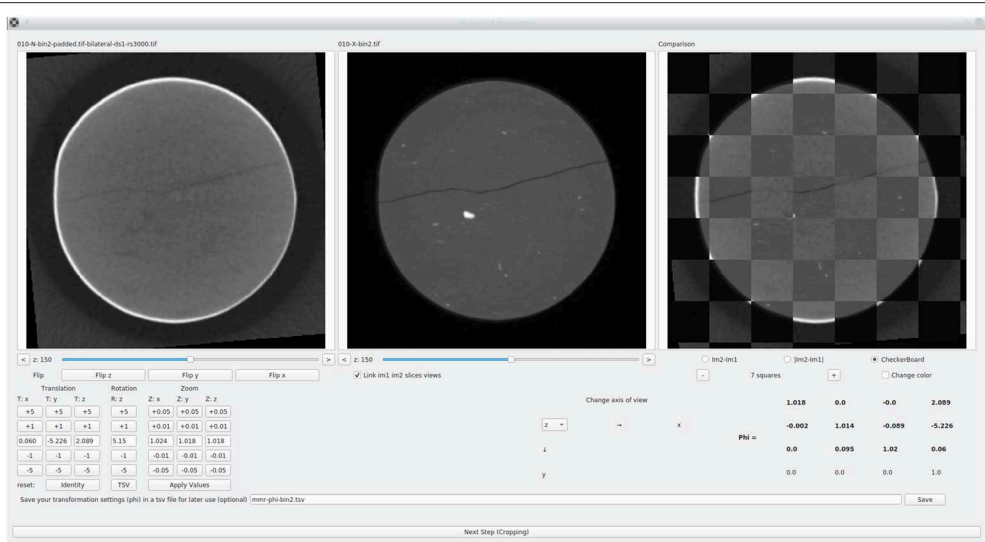 010-N-bin2-padded.tif-bilateral-ds1-rs3000.tif 010-X-bin2.tif Comparison
< z: 150 > < z: 150 > Im2-Im1 |Im2-Im1| CheckerBoard
Flip Flip z Flip y Flip x Link im1 im2 slices views - 7 squares + Change color
Translation Rotation Zoom Change axis of view
T: x T: y T: z R: z Z: x Z: y Z: z 1.018 0.0 -0.0 2.089
+5 +5 +5 +5 +0.05 +0.05 +0.05
+1 +1 +1 +1 +0.01 +0.01 +0.01 z → x -0.002 1.014 -0.089 -5.226
Phi =
0.060 -5.226 2.089 5.15 1.024 1.018 1.018
-1 -1 -1 -1 -0.01 -0.01 -0.01 ↓ 0.0 0.095 1.02 0.06
-5 -5 -5 -5 -0.05 -0.05 -0.05 y 0.0 0.0 0.0 1.0
reset: Identity TSV Apply Values
Save your transformation settings (phi) in a tsv file for later use (optional) mmr-phi-bin2.tsv Save
Next Step (Cropping)